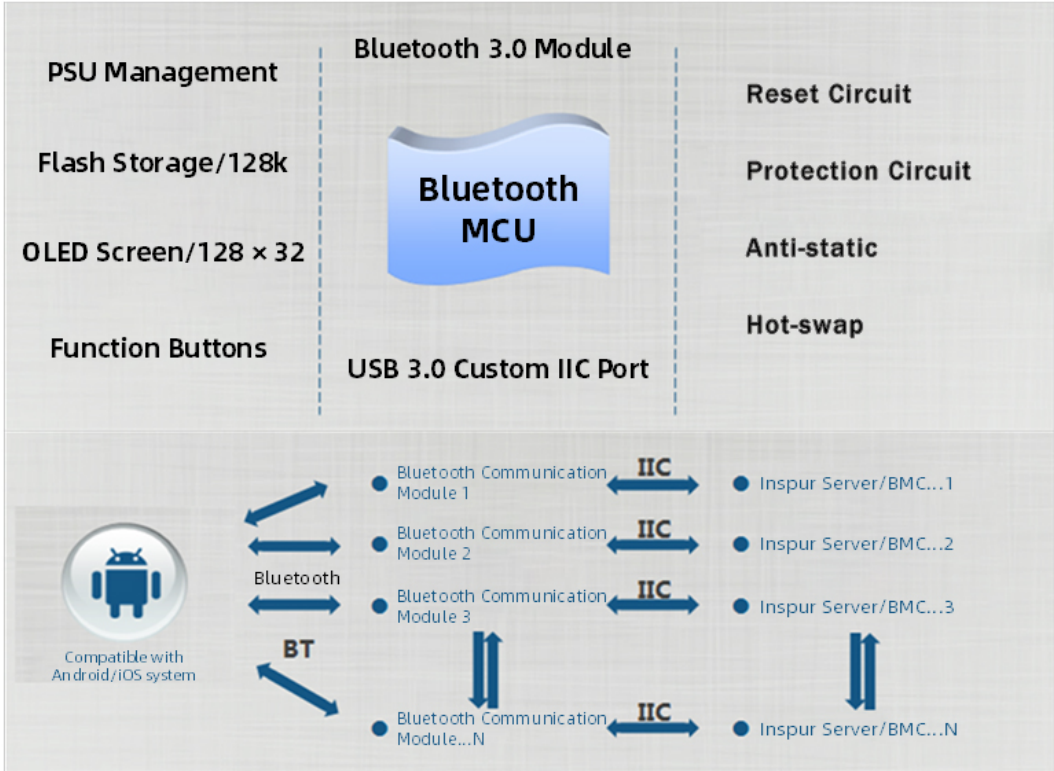 PSU Management
Flash Storage/128k
OLED Screen/128 × 32
Function Buttons
Bluetooth 3.0 Module
Bluetooth
MCU
USB 3.0 Custom IIC Port
Reset Circuit
Protection Circuit
Anti-static
Hot-swap
Compatible with
Android/iOS system
Bluetooth
BT
Bluetooth Communication
Module 1
IIC
Inspur Server/BMC...1
Bluetooth Communication
Module 2
IIC
Inspur Server/BMC...2
Bluetooth Communication
Module 3
IIC
Inspur Server/BMC...3
Bluetooth Communication
Module...N
IIC
Inspur Server/BMC...N